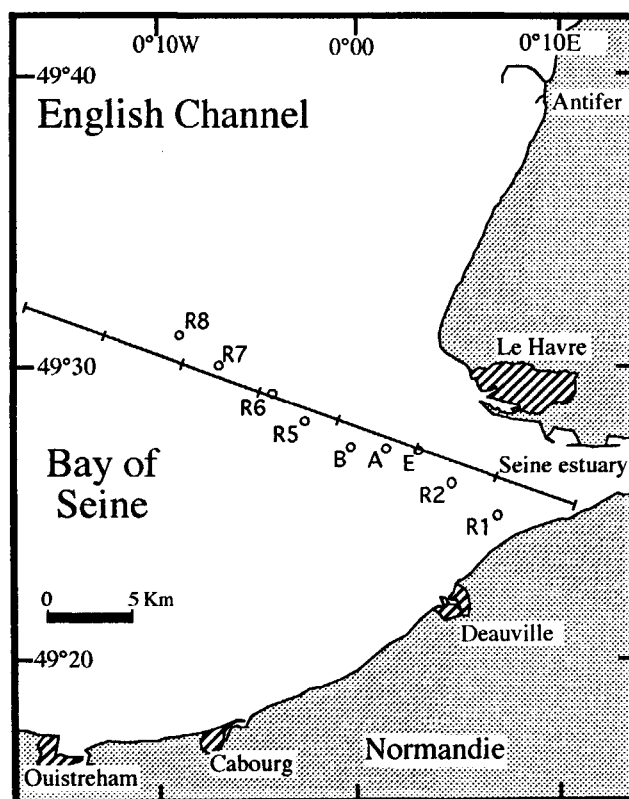 0°10W 0°00 0°10E
49°40
Antifer
English Channel
R8
R7
Le Havre
49°30
R6
R5
B A E
Seine estuary
Bay of
Seine
R2
R1
0 5 Km
Deauville
49°20
Normandie
Cabourg
Ouistreham